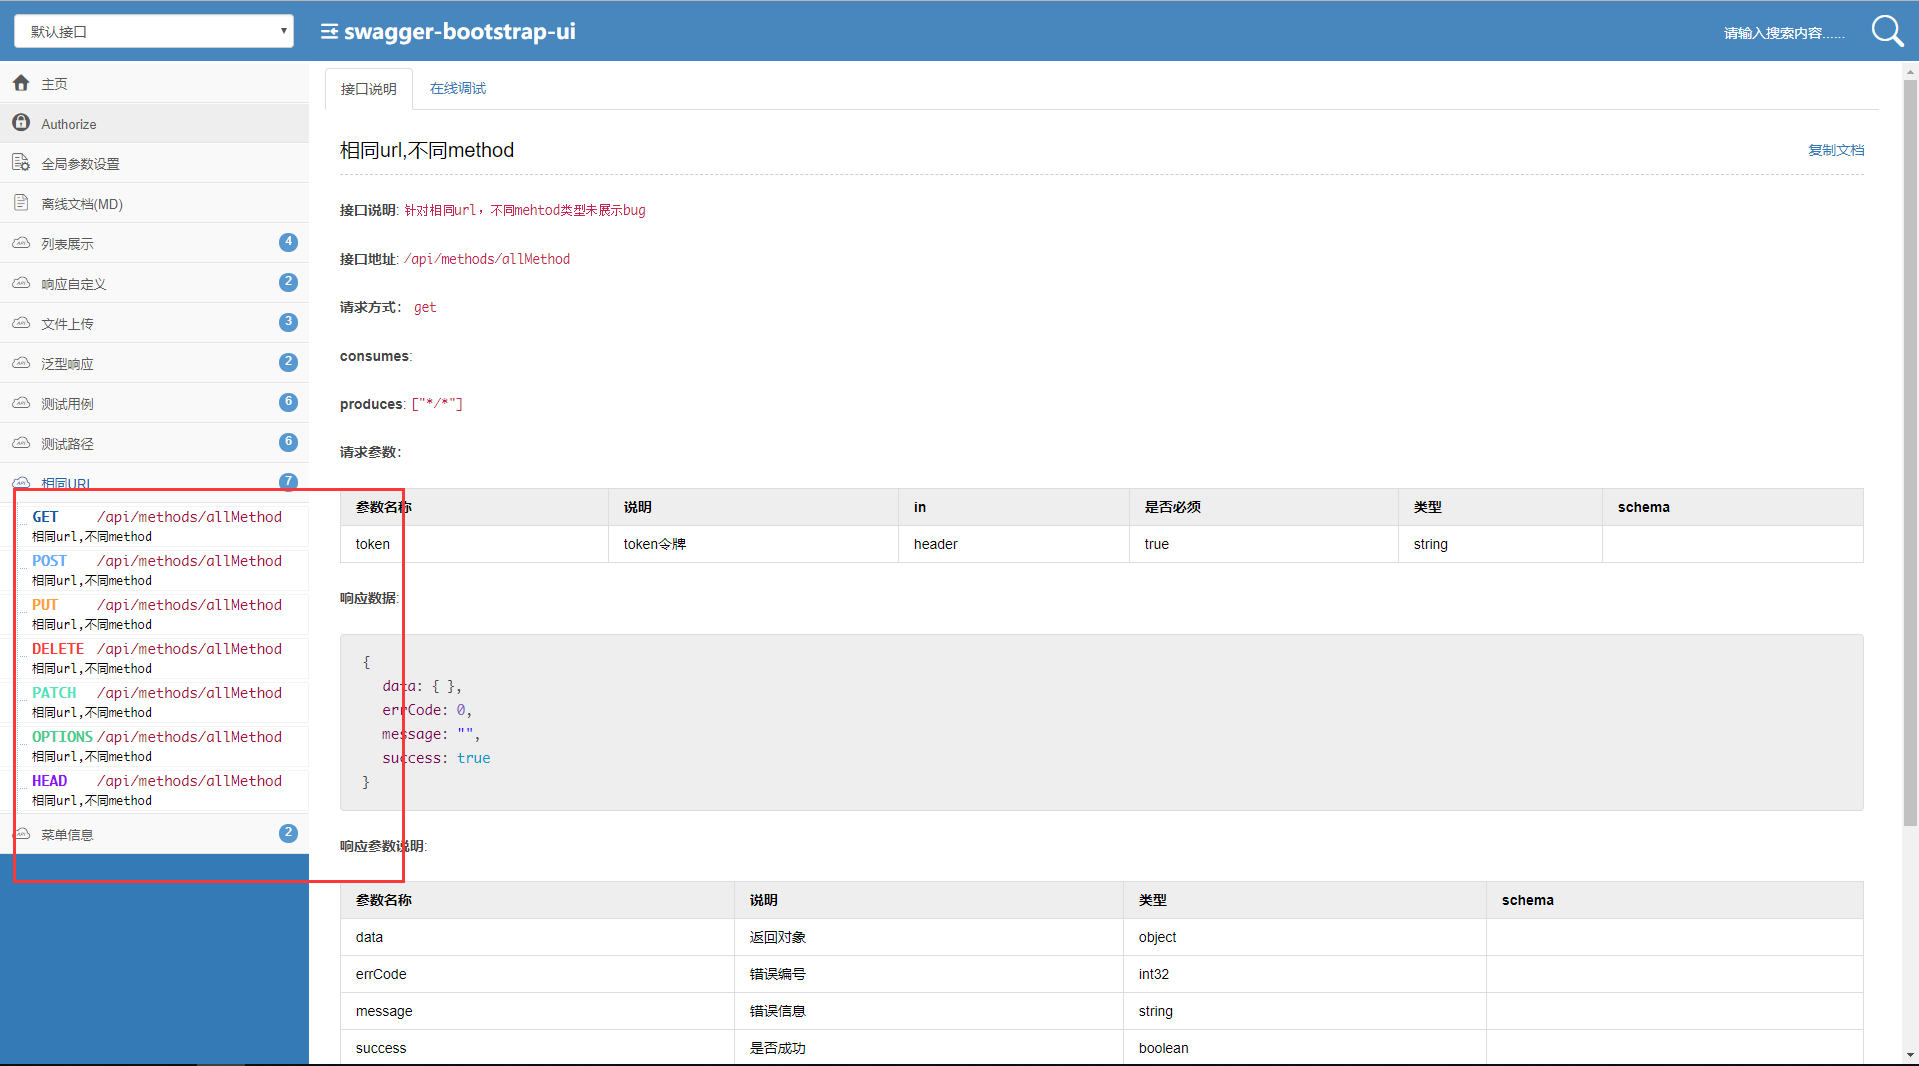 默认接口
swagger-bootstrap-ui
请输入搜索内容......
主页
Authorize
全局参数设置
离线文档(MD)
列表展示 4
响应自定义 2
文件上传 3
泛型响应 2
测试用例 6
测试路径 6
相同URL 7
GET /api/methods/allMethod
相同url,不同method
POST /api/methods/allMethod
相同url,不同method
PUT /api/methods/allMethod
相同url,不同method
DELETE /api/methods/allMethod
相同url,不同method
PATCH /api/methods/allMethod
相同url,不同method
OPTIONS /api/methods/allMethod
相同url,不同method
HEAD /api/methods/allMethod
相同url,不同method
菜单信息 2
接口说明 在线调试
相同url,不同method 复制文档
接口说明: 针对相同url，不同mehtod类型未展示bug
接口地址: /api/methods/allMethod
请求方式： get
consumes:
produces: ["*/*"]
请求参数：
参数名称 说明 in 是否必须 类型 schema
token token令牌 header true string
响应数据:
{
data: { },
errCode: 0,
message: "",
success: true
}
响应参数说明:
参数名称 说明 类型 schema
data 返回对象 object
errCode 错误编号 int32
message 错误信息 string
success 是否成功 boolean